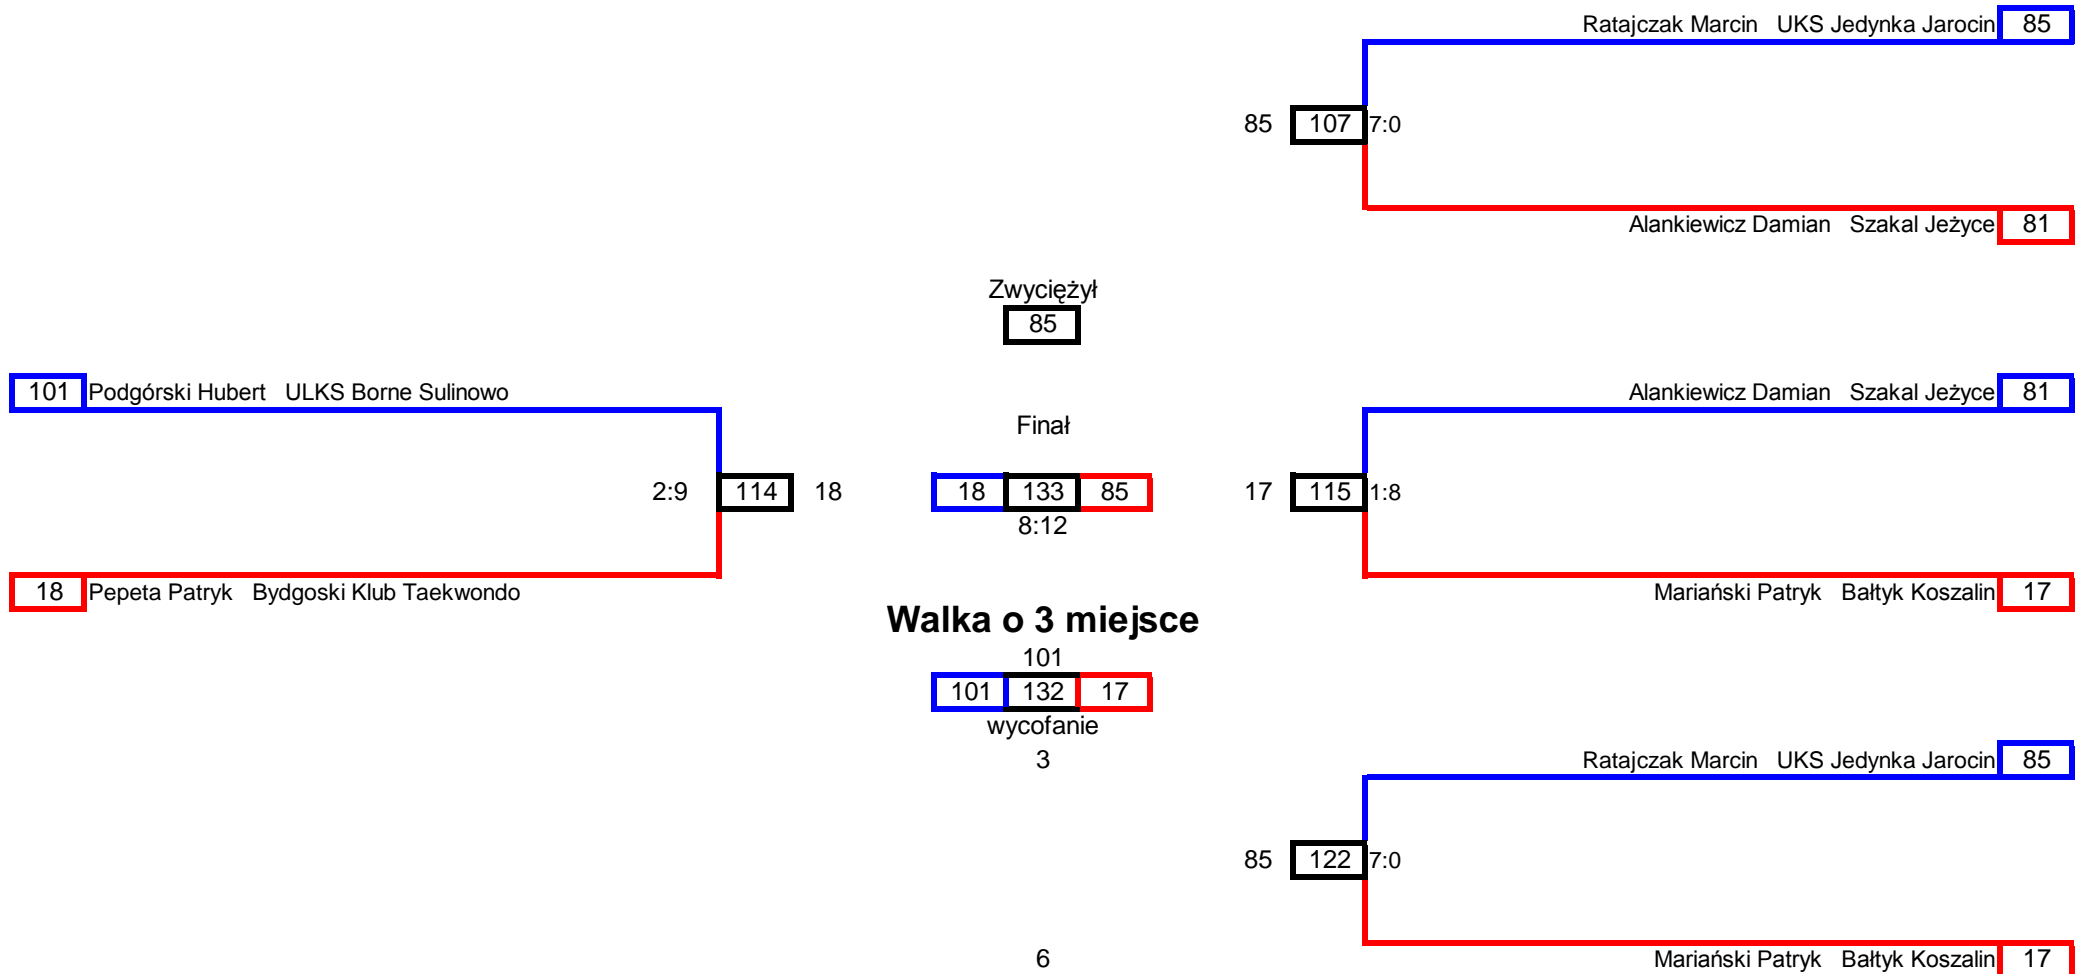 Ratajczak Marcin UKS Jedynka Jarocin 85
85 107 7:0
Alankiewicz Damian Szakal Jeżyce 81
Zwyciężył
85
101 Podgórski Hubert ULKS Borne Sulinowo
Alankiewicz Damian Szakal Jeżyce 81
Finał
2:9 114 18
18 133 85
17 115 1:8
8:12
18 Pepeta Patryk Bydgoski Klub Taekwondo
Mariański Patryk Bałtyk Koszalin 17
Walka o 3 miejsce
101
101 132 17
wycofanie
3
Ratajczak Marcin UKS Jedynka Jarocin 85
85 122 7:0
6
Mariański Patryk Bałtyk Koszalin 17